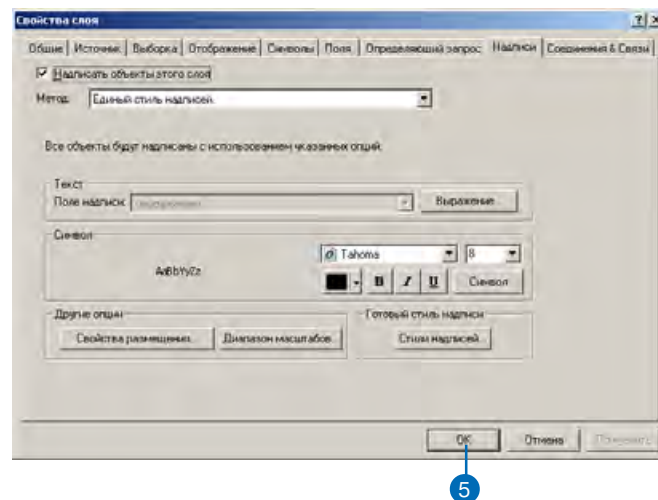 Свойства слоя
Общие Источник Выборка Отображение Символы Поля Определяющий запрос Надписи Соединения & Связи
Надписать объекты этого слоя
Метод: Единый стиль надписей.
Все объекты будут надписаны с использованием указанных опций.
Текст
Поле надписи: Выражение...
Символ
AaBbYyZz
Tahoma 8
B I U Символ
Другие опции Готовый стиль надписи
Свойства размещения... Диапазон масштабов... Стили надписей...
OK Отмена Применить
5